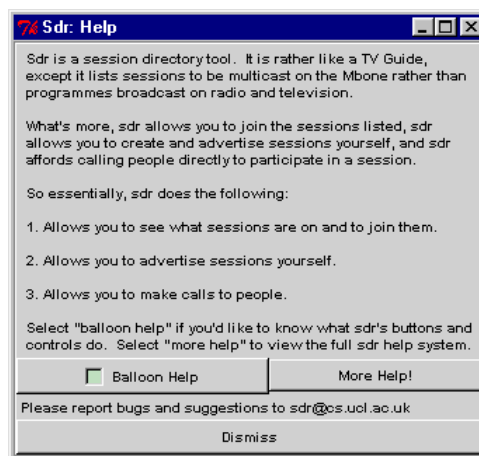 Sdr: Help
Sdr is a session directory tool. It is rather like a TV Guide,
except it lists sessions to be multicast on the Mbone rather than
programmes broadcast on radio and television.
What's more, sdr allows you to join the sessions listed, sdr
allows you to create and advertise sessions yourself, and sdr
affords calling people directly to participate in a session.
So essentially, sdr does the following:
1. Allows you to see what sessions are on and to join them.
2. Allows you to advertise sessions yourself.
3. Allows you to make calls to people.
Select "balloon help" if you'd like to know what sdr's buttons and
controls do. Select "more help" to view the full sdr help system.
Balloon Help
More Help!
Please report bugs and suggestions to sdr@cs.ucl.ac.uk
Dismiss